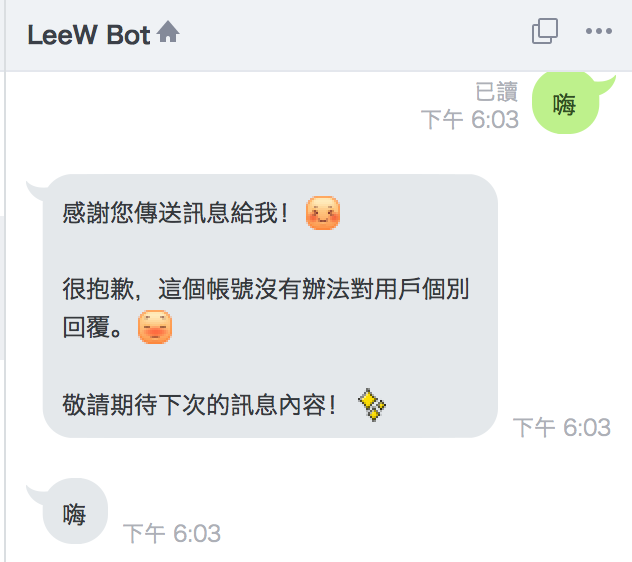 LeeW Bot
已讀
下午 6:03
嗨
感謝您傳送訊息給我！
很抱歉，這個帳號沒有辦法對用戶個別
回覆。
敬請期待下次的訊息內容！
下午 6:03
嗨
下午 6:03